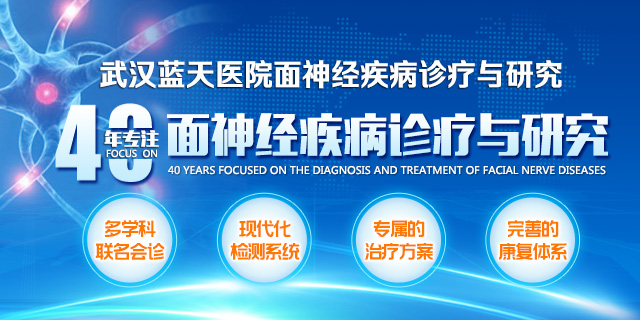 武汉蓝天医院面神经疾病诊疗与研究
40年专注 面神经疾病诊疗与研究
FOCUS ON
40 YEARS FOCUSED ON THE DIAGNOSIS AND TREATMENT OF FACIAL NERVE DISEASES
多学科
联名会诊
现代化
检测系统
专属的
治疗方案
完善的
康复体系